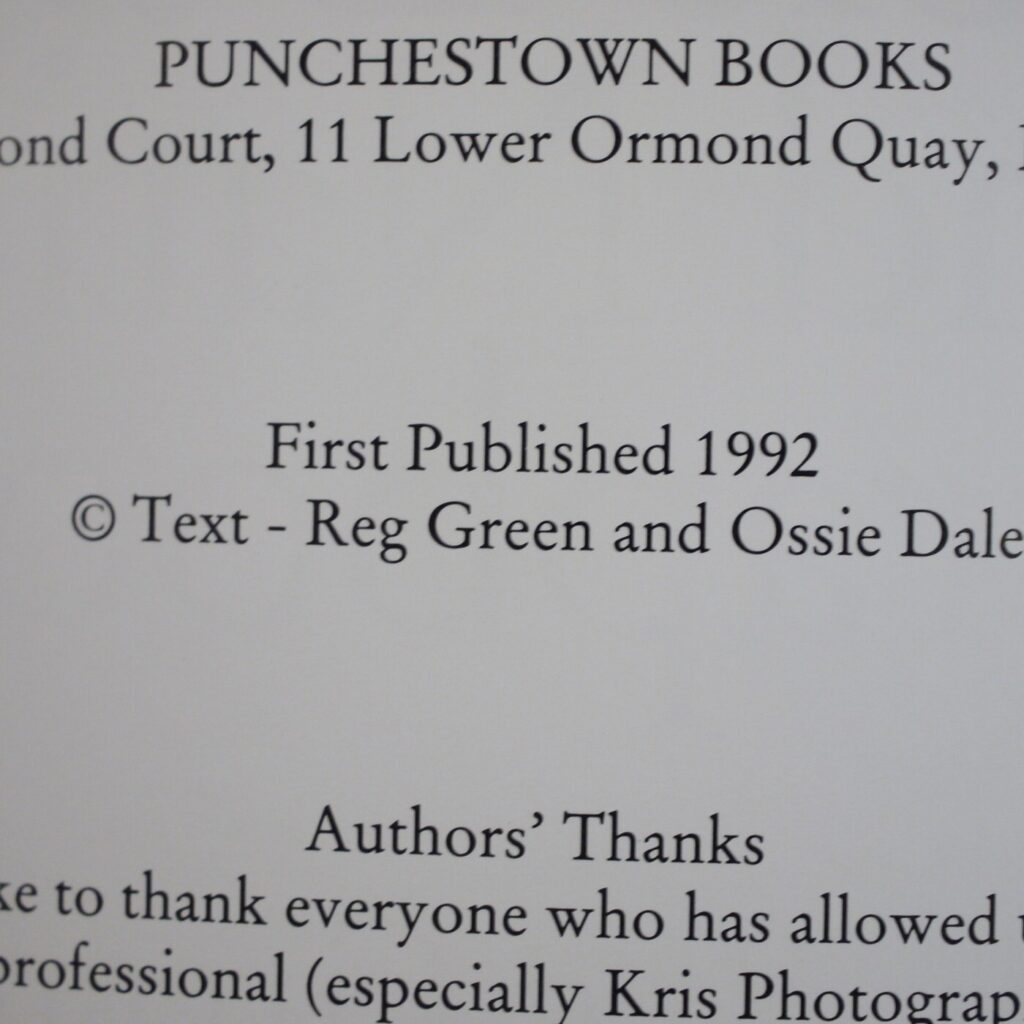 PUNCHESTOWN BOOKS
ond Court, 11 Lower Ormond Quay,
First Published 1992
© Text - Reg Green and Ossie Dale
Authors’ Thanks
ke to thank everyone who has allowed
professional (especially Kris Photograp